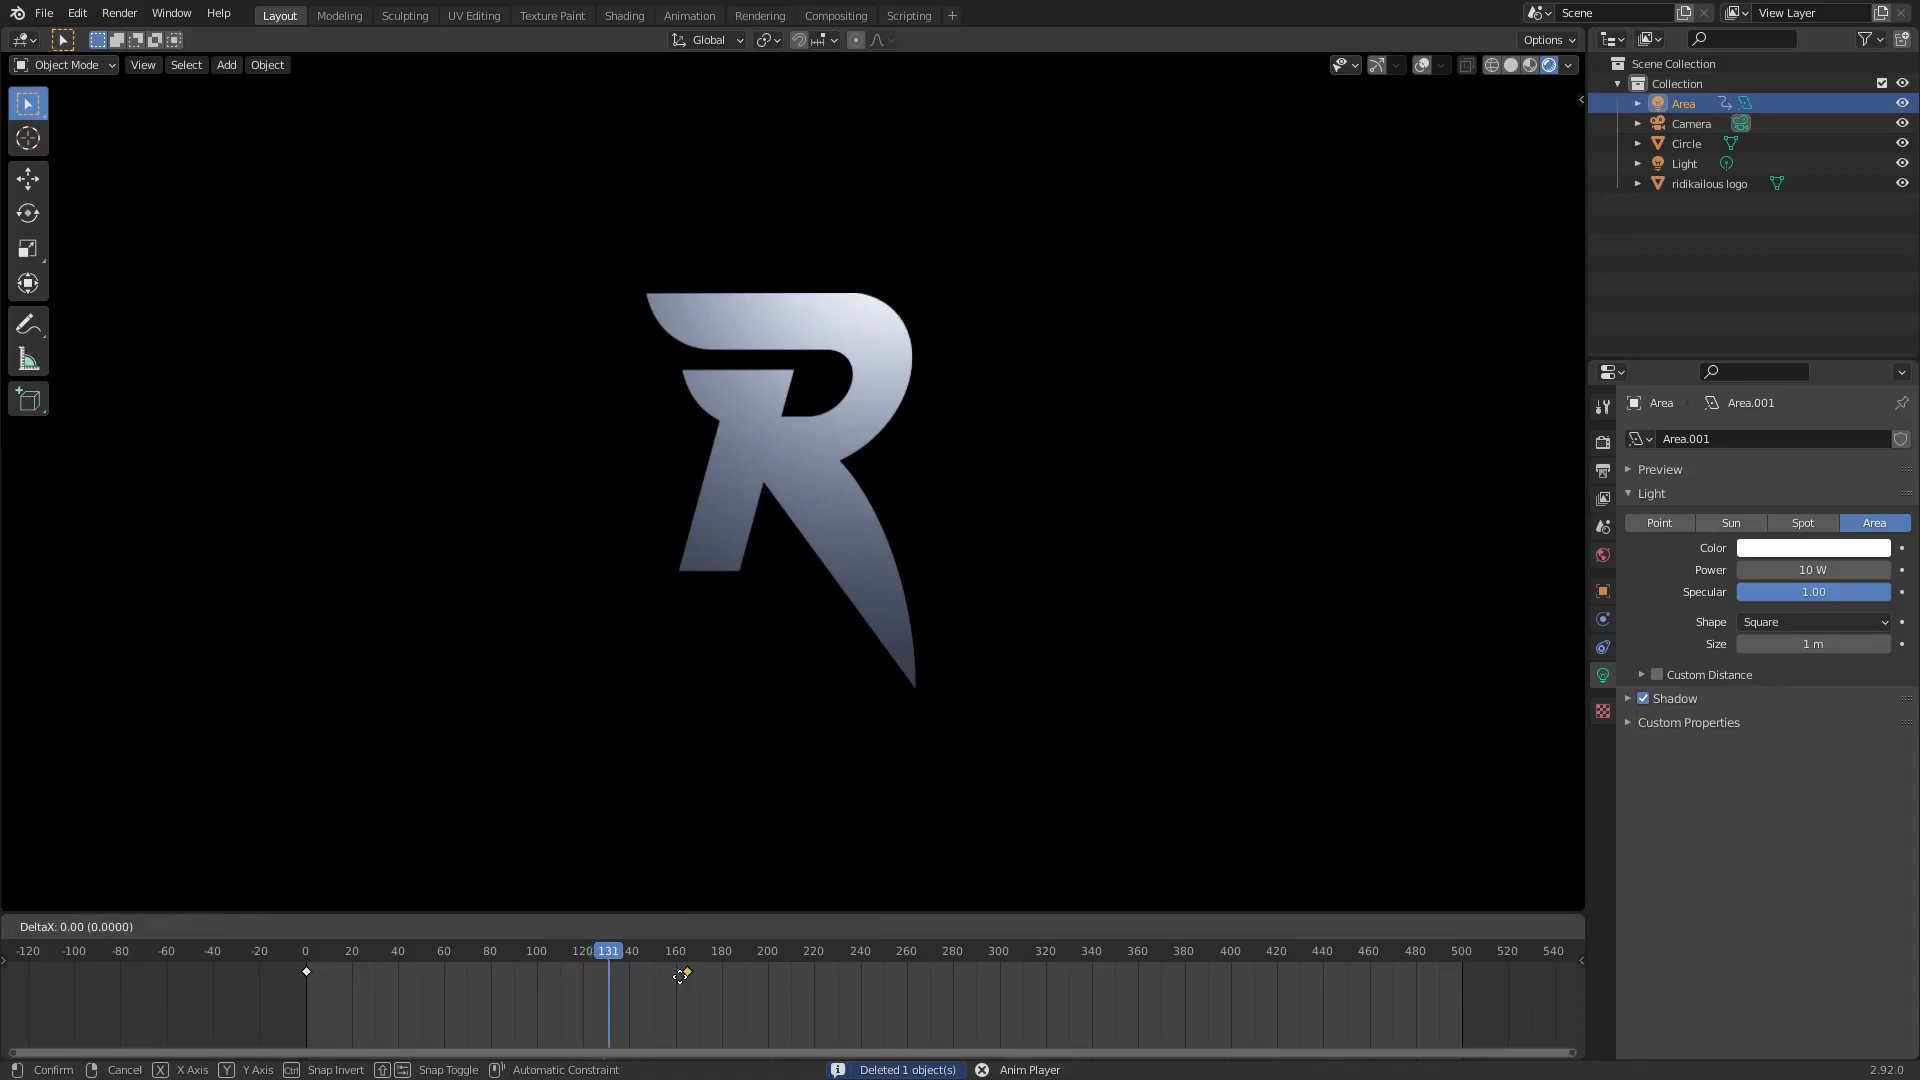 File Edit Render Window Help Layout Modeling Sculpting UV Editing Texture Paint Shading Animation Rendering Compositing Scripting Scene View Layer
Global Options
Object Mode View Select Add Object
Scene Collection
Collection
Area
Camera
Circle
Light
ridikailous logo
Area Area.001
Area.001
Preview
Light
Point Sun Spot Area
Color
Power 10 W
Specular 1.00
Shape Square
Size 1 m
Custom Distance
Shadow
Custom Properties
DeltaX: 0.00 (0.0000)
-120 -100 -80 -60 -40 -20 0 20 40 60 80 100 120 131 40 160 180 200 220 240 260 280 300 320 340 360 380 400 420 440 460 480 500 520 540
Confirm Cancel X X Axis Y Y Axis Ctrl Snap Invert Snap Toggle Automatic Constraint Deleted 1 object(s) Anim Player 2.92.0